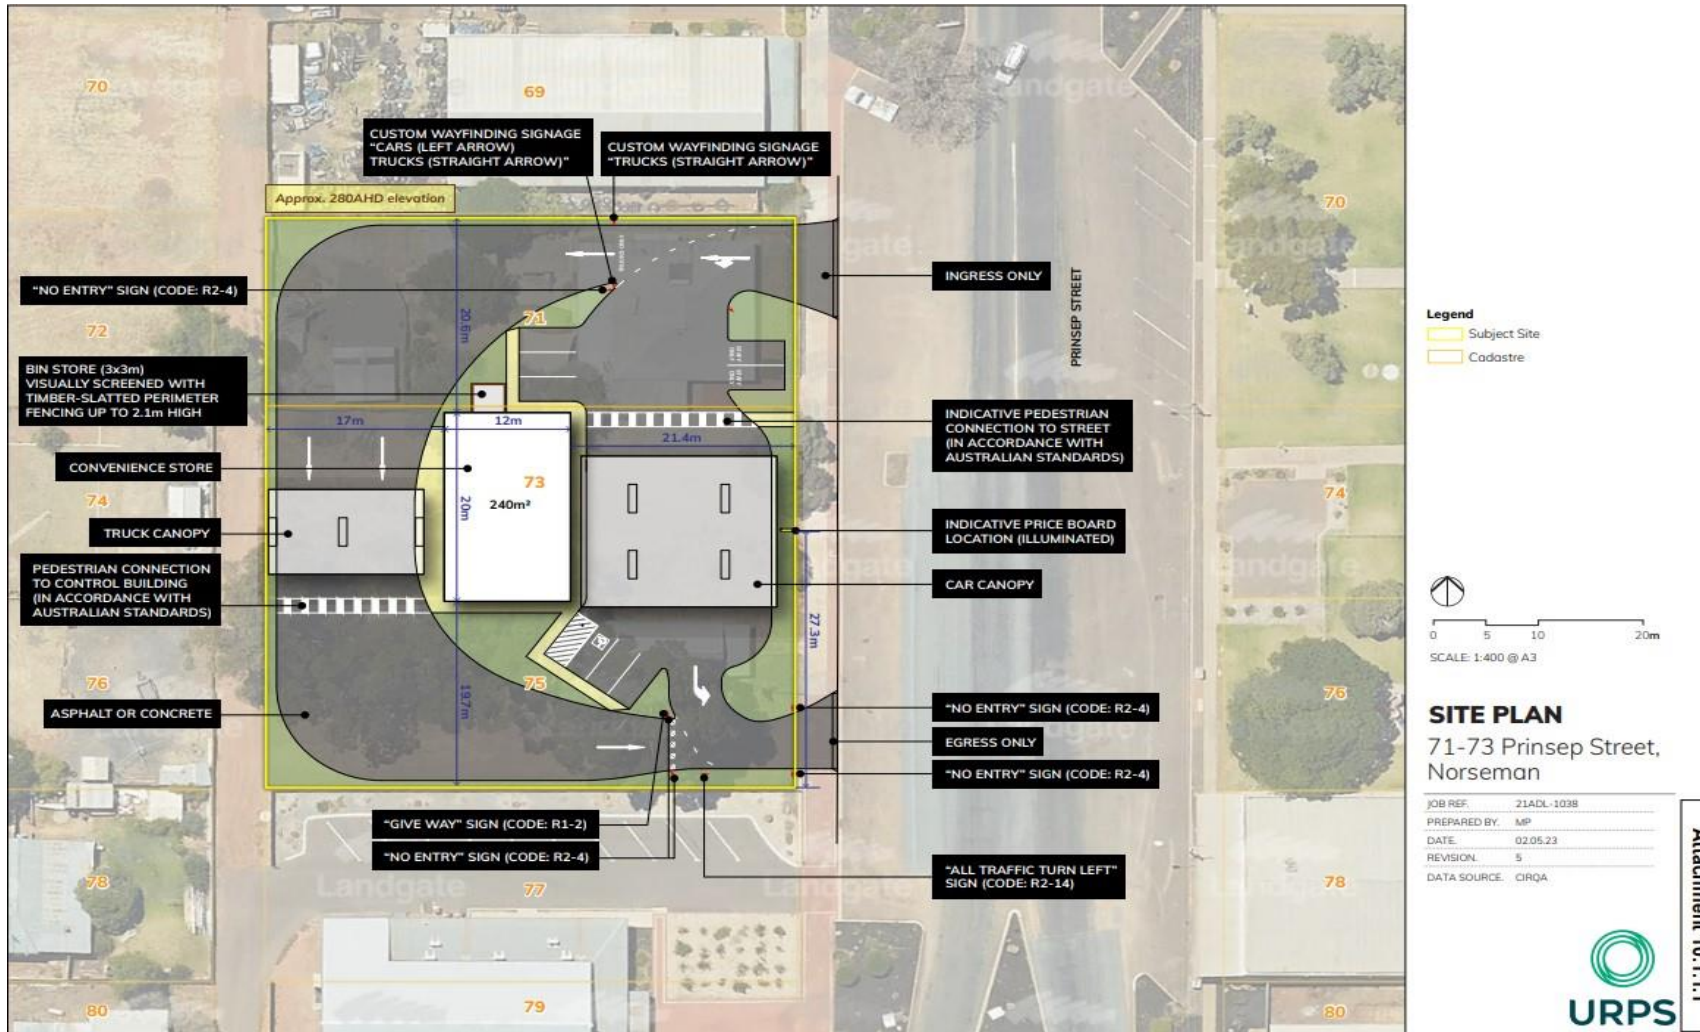 70
69
CUSTOM WAYFINDING SIGNAGE
"CARS (LEFT ARROW)
TRUCKS (STRAIGHT ARROW)"
CUSTOM WAYFINDING SIGNAGE
"TRUCKS (STRAIGHT ARROW)"
Landgate
Approx. 280AHD elevation
70
Landgate
"NO ENTRY" SIGN (CODE: R2-4)
INGRESS ONLY
PRINSEP STREET
72
71
20.6m
BIN STORE (3x3m)
VISUALLY SCREENED WITH
TIMBER-SLATTED PERIMETER
FENCING UP TO 2.1m HIGH
17m
12m
21.4m
INDICATIVE PEDESTRIAN
CONNECTION TO STREET
(IN ACCORDANCE WITH
AUSTRALIAN STANDARDS)
CONVENIENCE STORE
73
240m²
20m
74
74
TRUCK CANOPY
INDICATIVE PRICE BOARD
LOCATION (ILLUMINATED)
PEDESTRIAN CONNECTION
TO CONTROL BUILDING
(IN ACCORDANCE WITH
AUSTRALIAN STANDARDS)
CAR CANOPY
Landgate
27.3m
76
75
76
19.7m
ASPHALT OR CONCRETE
"NO ENTRY" SIGN (CODE: R2-4)
EGRESS ONLY
"NO ENTRY" SIGN (CODE: R2-4)
"GIVE WAY" SIGN (CODE: R1-2)
"NO ENTRY" SIGN (CODE: R2-4)
"ALL TRAFFIC TURN LEFT"
SIGN (CODE: R2-14)
78
77
78
Landgate
79
80
80
Legend
Subject Site
Cadastre
0 5 10 20m
SCALE: 1:400 @ A3
SITE PLAN
71-73 Prinsep Street,
Norseman
JOB REF. 21ADL-1038
PREPARED BY. MP
DATE. 02.05.23
REVISION. 5
DATA SOURCE. CIRQA
URPS